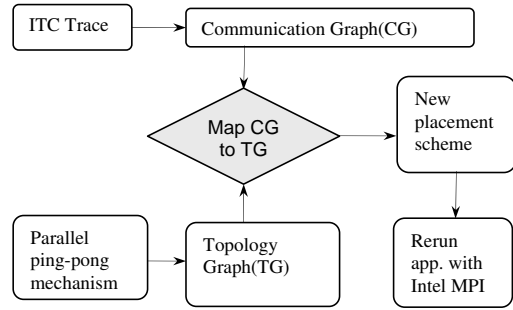 ITC Trace
Communication Graph(CG)
Map CG
to TG
New
placement
scheme
Parallel
ping-pong
mechanism
Topology
Graph(TG)
Rerun
app. with
Intel MPI